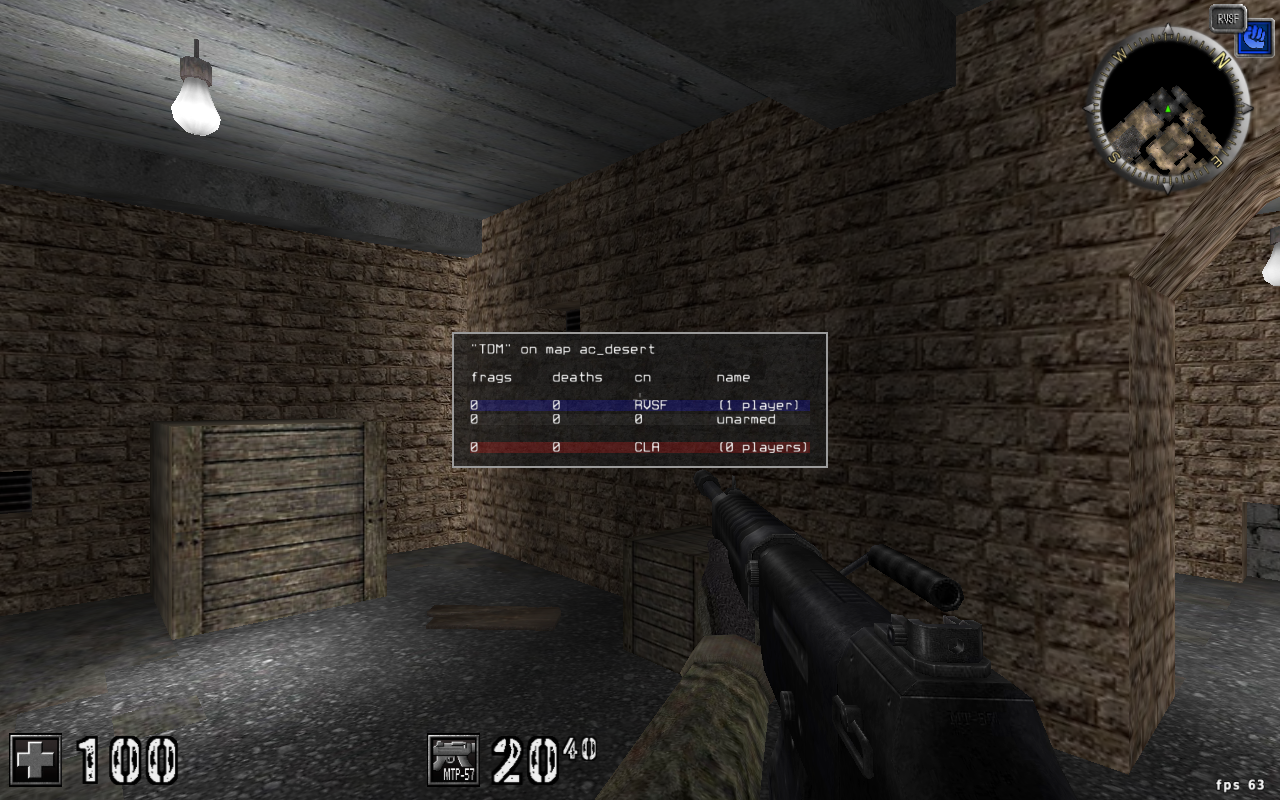 RVSF
W N
S E
"TDM" on map ac_desert
frags deaths cn name
0 0 RVSF (1 player)
0 0 0 unarmed
0 0 CLA (0 players)
100
MTP-57
20 40
fps 63